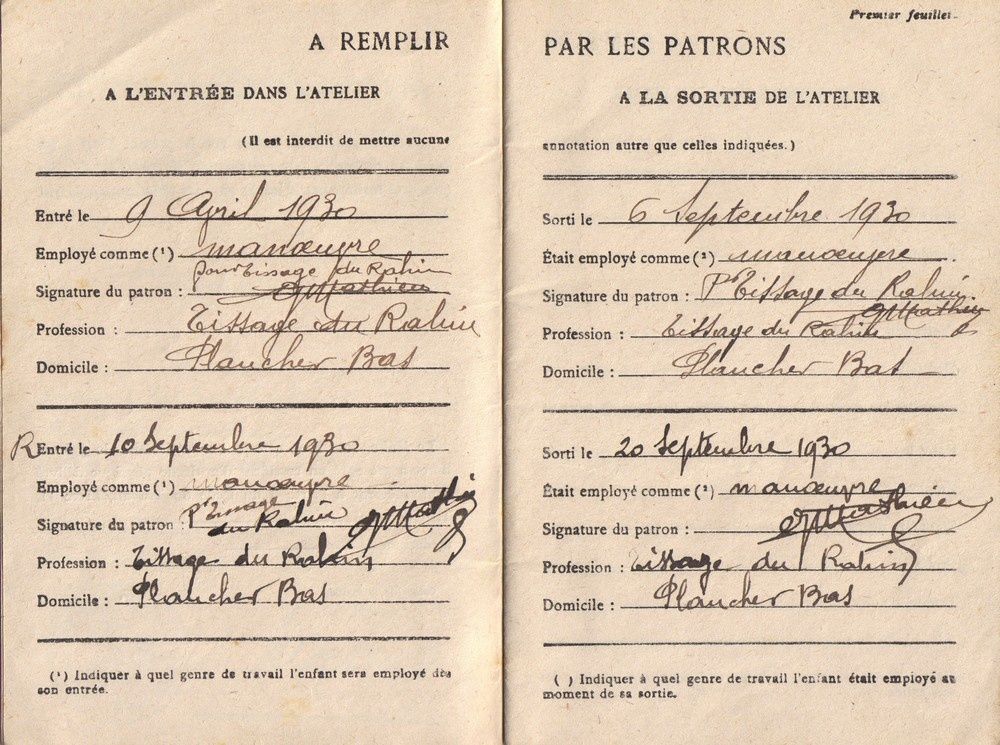 A REMPLIR
A L'ENTRÉE DANS L'ATELIER
(Il est interdit de mettre aucune
Entré le 9 April 1930
Employé comme (¹) manœuvre
pour tissage du Rahin
Signature du patron : Mathieu
Profession : Tissage du Rahin
Domicile : Plancher Bas
REntré le 10 Septembre 1930
Employé comme (¹) manœuvre
pr Tissage
Signature du patron : du Rahin Mathieu
Profession : Tissage du Rahin
Domicile : Plancher Bas
(¹) Indiquer à quel genre de travail l'enfant sera employé dès
son entrée.
Premier feuillet.
PAR LES PATRONS
A LA SORTIE DE L'ATELIER
annotation autre que celles indiquées.)
Sorti le 6 Septembre 1930
Était employé comme (¹) manœuvre
Signature du patron : Pr Tissage du Rahin
Mathieu
Profession : Tissage du Rahin
Domicile : Plancher Bas
Sorti le 20 Septembre 1930
Était employé comme (¹) manœuvre
Signature du patron : Mathieu
Profession : Tissage du Rahin
Domicile : Plancher Bas
( ) Indiquer à quel genre de travail l'enfant était employé au
moment de sa sortie.